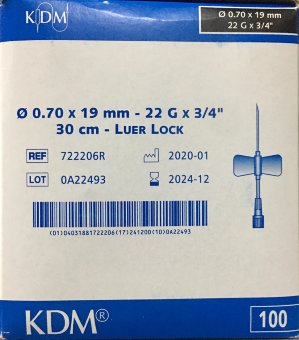 KDM
Ø 0.70 x 19 mm
22 G x 3/4"
Ø 0.70 x 19 mm - 22 G x 3/4"
30 cm - LUER LOCK
REF 722206R 2020-01
LOT 0A22493 2024-12
(01)04031881722206(17)241200(10)0A22493
KDM® 100